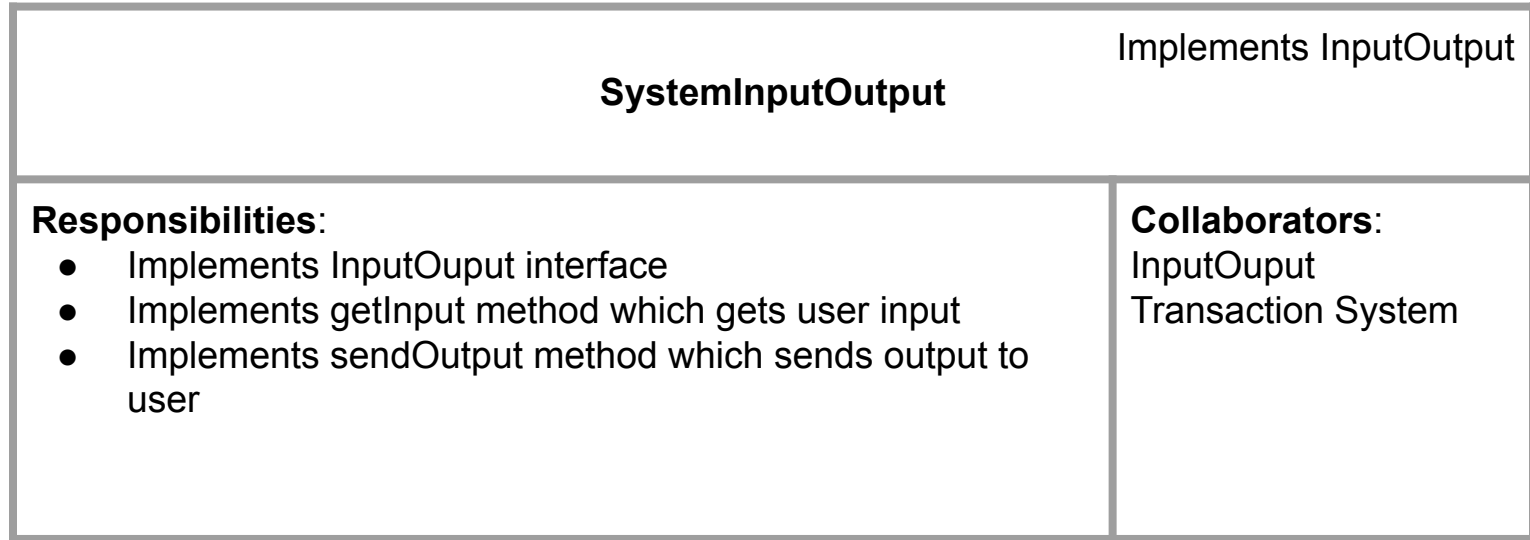 Implements InputOutput
SystemInputOutput
Responsibilities:
● Implements InputOuput interface
● Implements getInput method which gets user input
● Implements sendOutput method which sends output to
user
Collaborators:
InputOuput
Transaction System